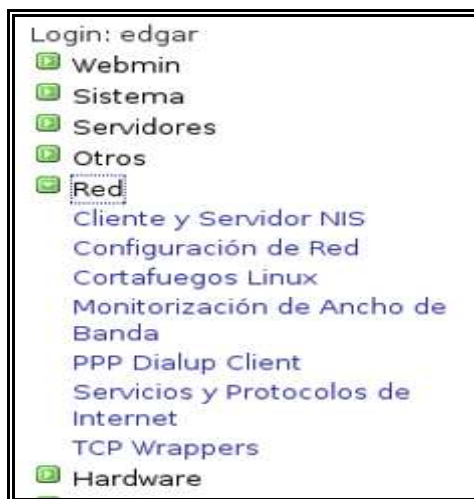 Login: edgar
Webmin
Sistema
Servidores
Otros
Red
Cliente y Servidor NIS
Configuración de Red
Cortafuegos Linux
Monitorización de Ancho de
Banda
PPP Dialup Client
Servicios y Protocolos de
Internet
TCP Wrappers
Hardware